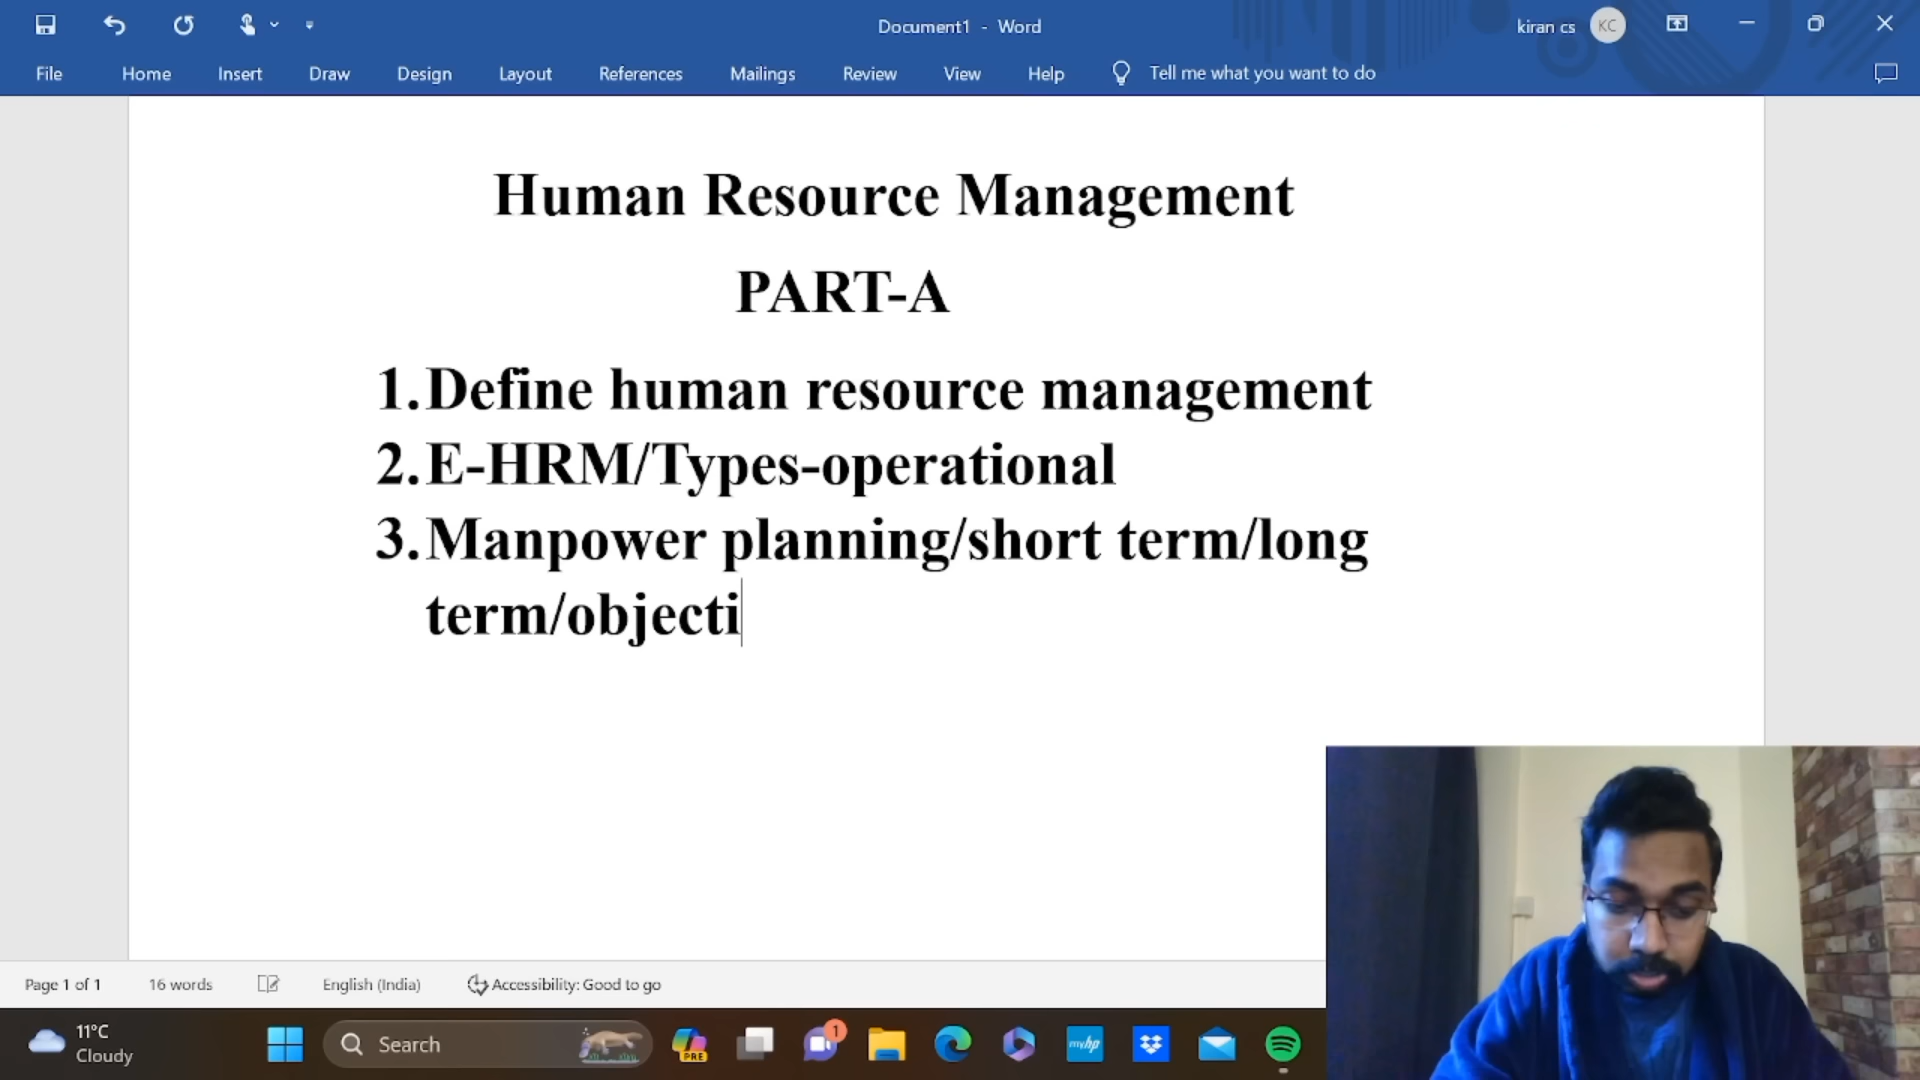 Document1 - Word
kiran cs KC
File Home Insert Draw Design Layout References Mailings Review View Help Tell me what you want to do
Human Resource Management
PART-A
1.Define human resource management
2.E-HRM/Types-operational
3.Manpower planning/short term/long
term/objecti
Page 1 of 1 16 words English (India) Accessibility: Good to go
11°C
Cloudy
Search
PRE
1
myhp